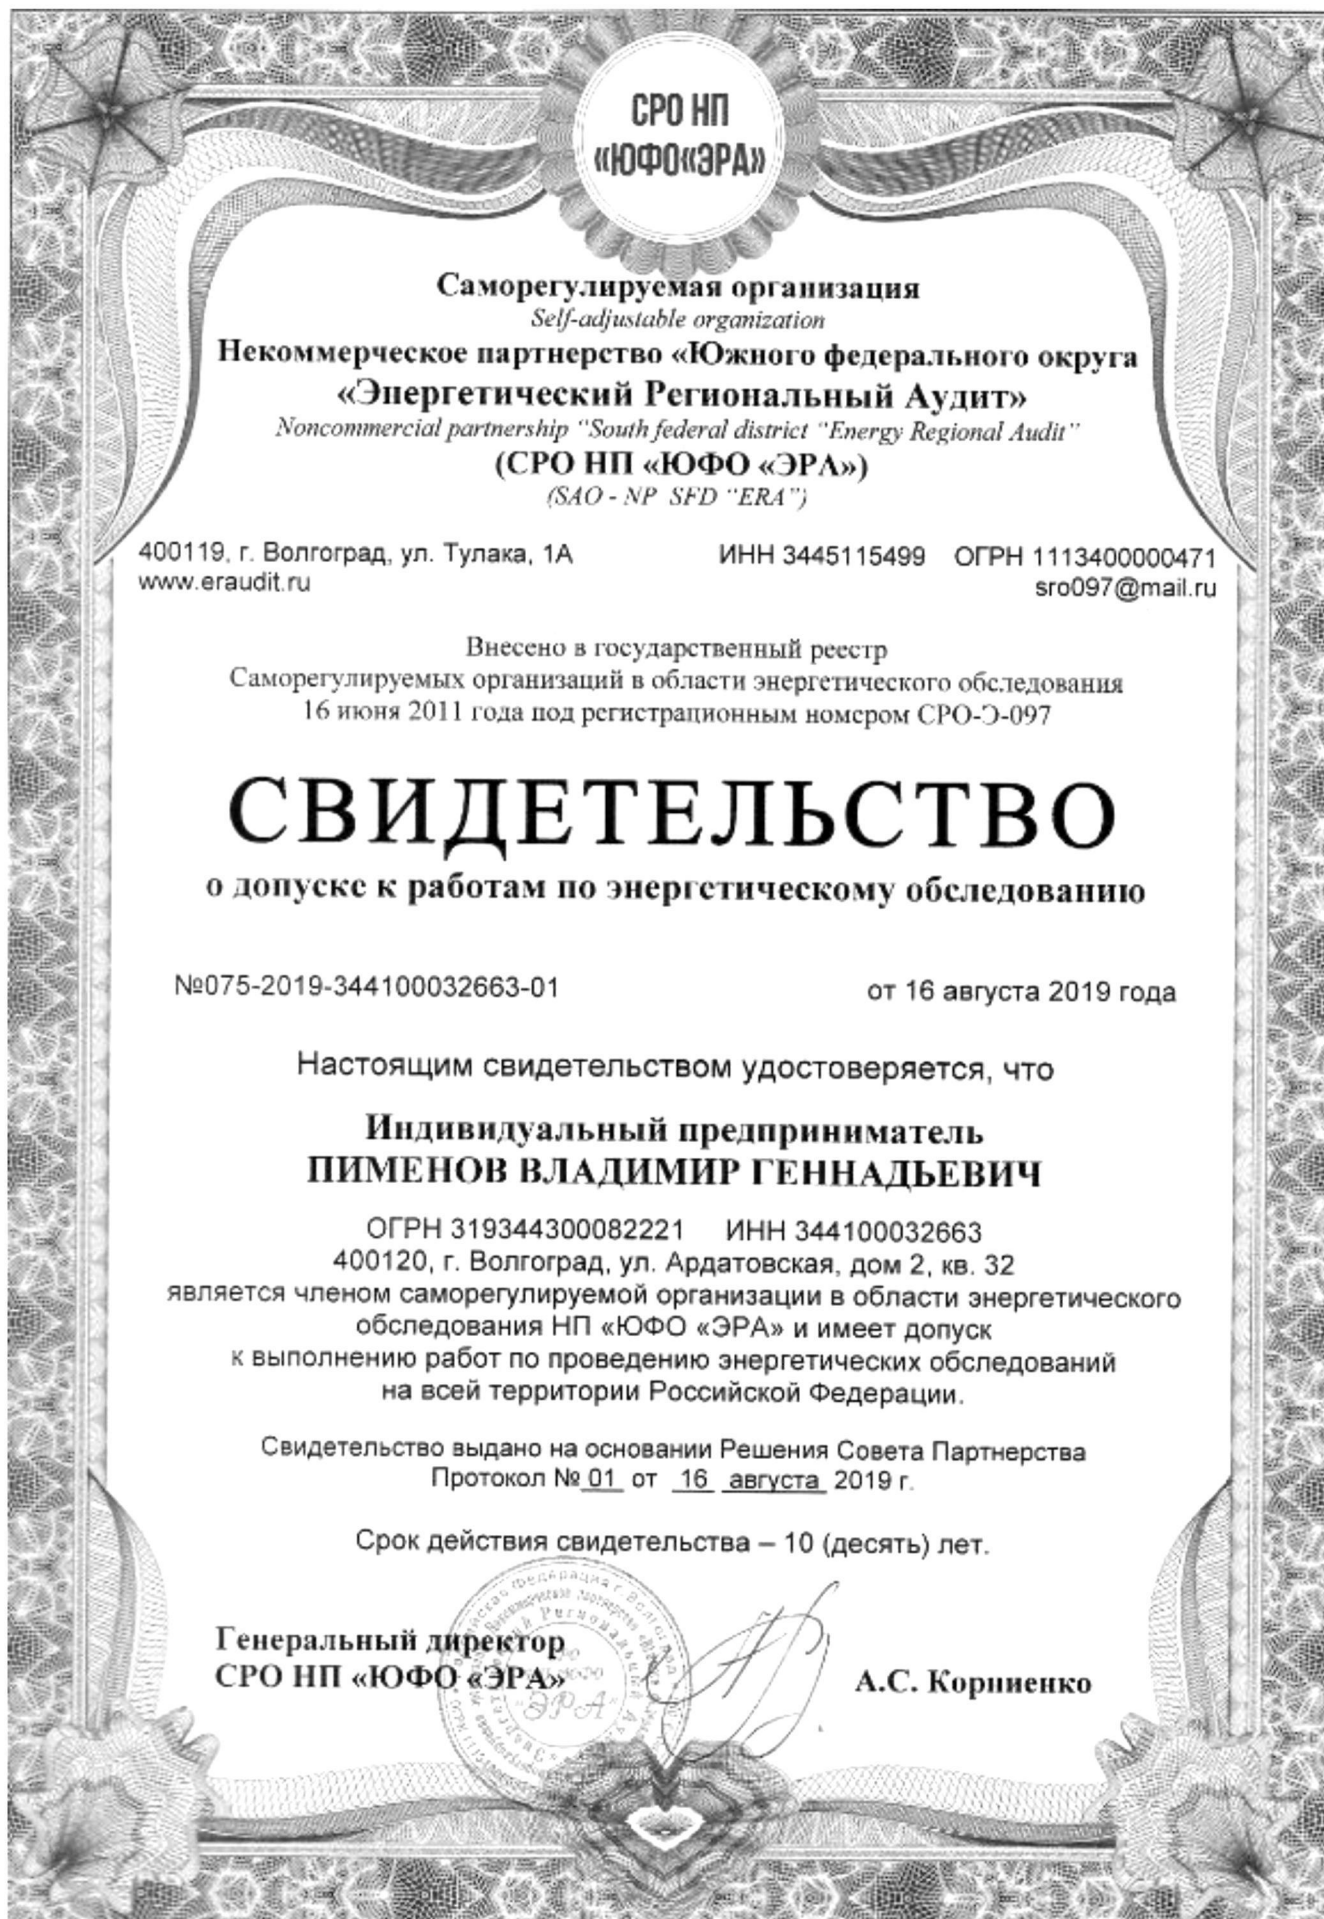 СРО НП
«ЮФО«ЭРА»
Саморегулируемая организация
Self-adjustable organization
Некоммерческое партнерство «Южного федерального округа
«Энергетический Региональный Аудит»
Noncommercial partnership "South federal district "Energy Regional Audit"
(СРО НП «ЮФО «ЭРА»)
(SAO - NP SFD "ERA")
400119, г. Волгоград, ул. Тулака, 1А ИНН 3445115499 ОГРН 1113400000471
www.eraudit.ru sro097@mail.ru
Внесено в государственный реестр
Саморегулируемых организаций в области энергетического обследования
16 июня 2011 года под регистрационным номером СРО-Э-097
СВИДЕТЕЛЬСТВО
о допуске к работам по энергетическому обследованию
№075-2019-344100032663-01 от 16 августа 2019 года
Настоящим свидетельством удостоверяется, что
Индивидуальный предприниматель
ПИМЕНОВ ВЛАДИМИР ГЕННАДЬЕВИЧ
ОГРН 319344300082221 ИНН 344100032663
400120, г. Волгоград, ул. Ардатовская, дом 2, кв. 32
является членом саморегулируемой организации в области энергетического
обследования НП «ЮФО «ЭРА» и имеет допуск
к выполнению работ по проведению энергетических обследований
на всей территории Российской Федерации.
Свидетельство выдано на основании Решения Совета Партнерства
Протокол № 01 от 16 августа 2019 г.
Срок действия свидетельства – 10 (десять) лет.
Генеральный директор
СРО НП «ЮФО «ЭРА» А.С. Корниенко